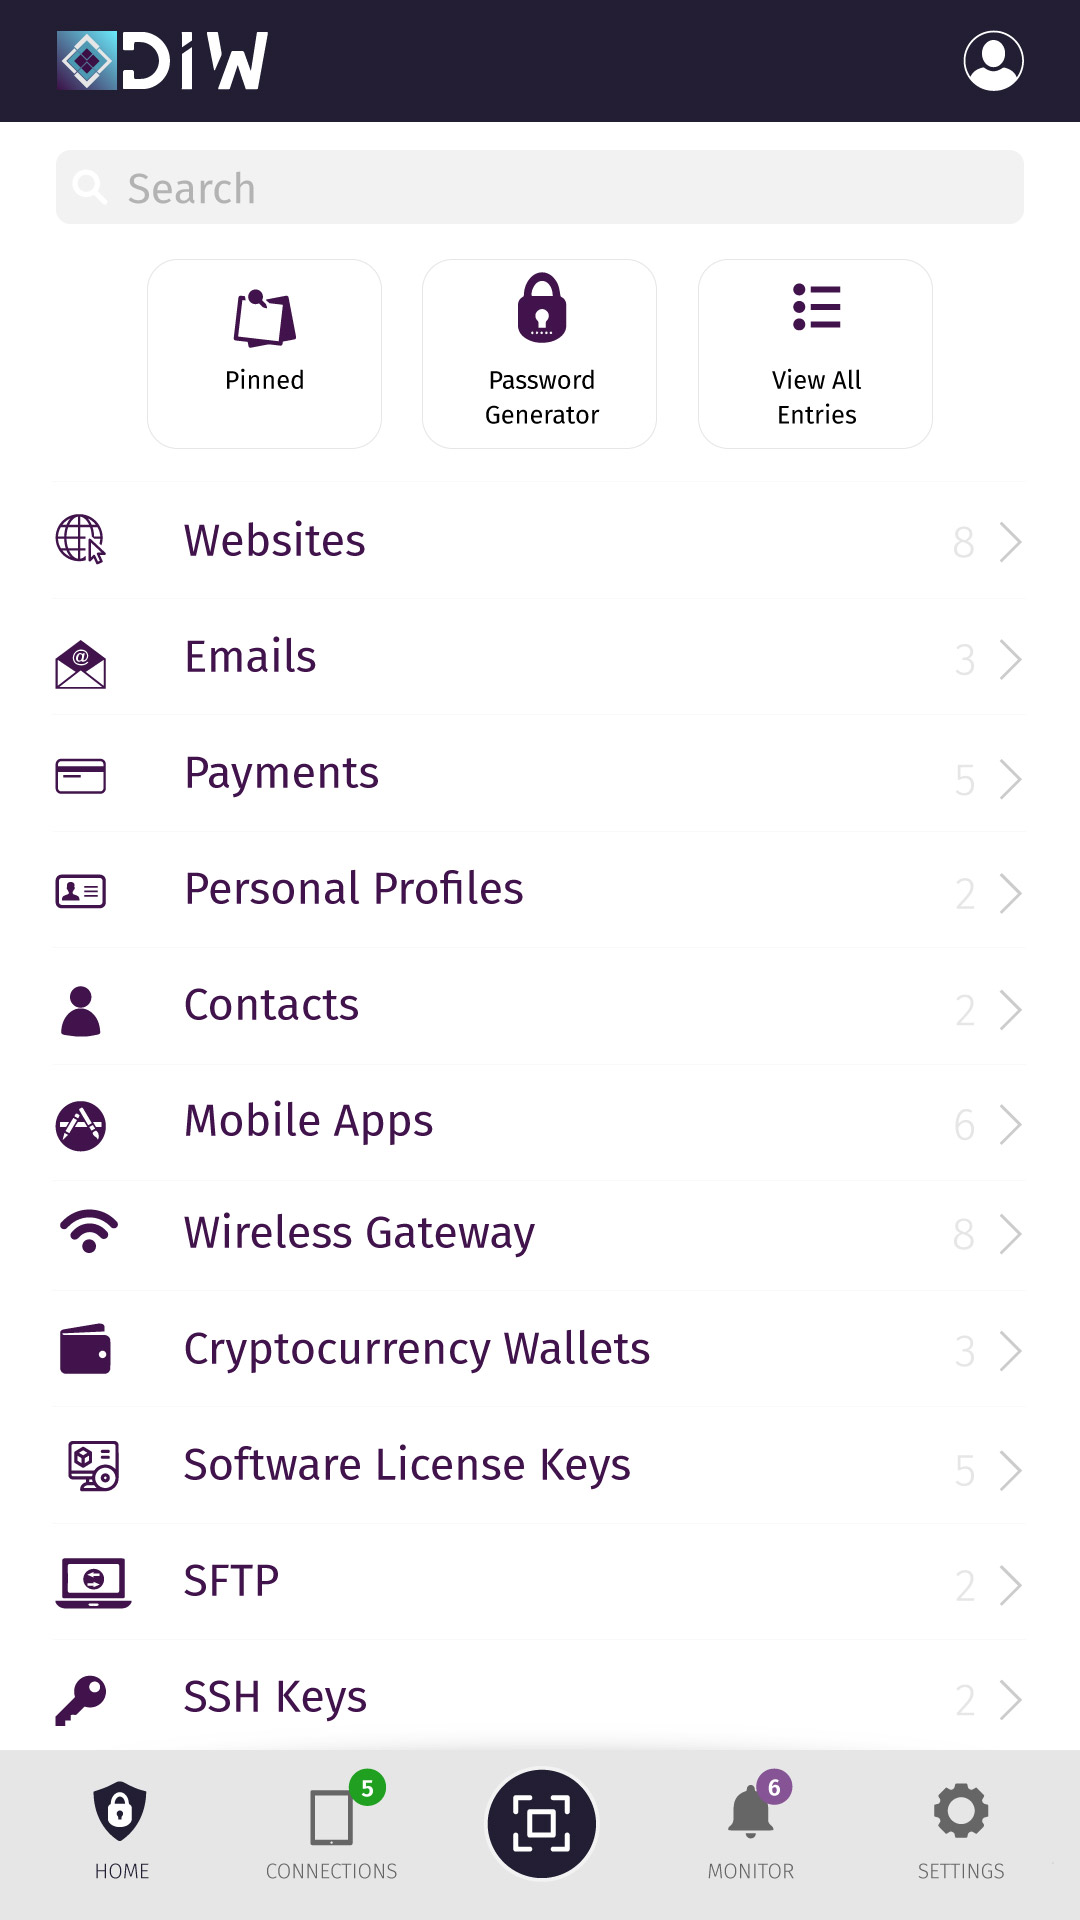 DiW
Search
Pinned
Password
Generator
View All
Entries
Websites 8
Emails 3
Payments 5
Personal Profiles 2
Contacts 2
Mobile Apps 6
Wireless Gateway 8
Cryptocurrency Wallets 3
Software License Keys 5
SFTP 2
SSH Keys 2
5
6
HOME
CONNECTIONS
MONITOR
SETTINGS